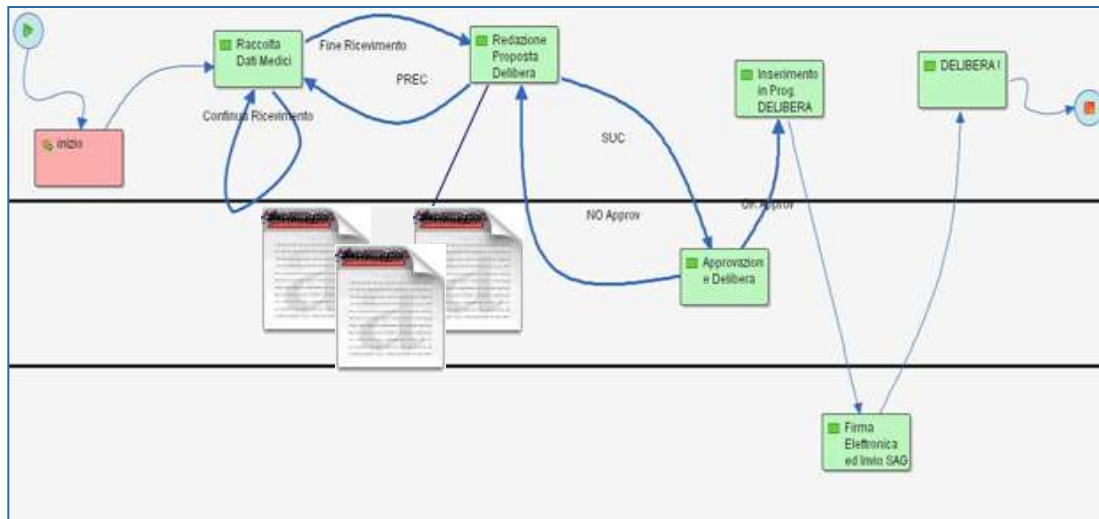 Raccolta
Dati Medici
Fine Ricevimento
PREC
Continua Ricevimento
Redazione
Proposta
Delibera
inizio
SUC
NO Approv
Inserimento
in Prog.
DELIBERA
DELIBERA !
OK Approv
Approvazion
e Delibera
Firma
Elettronica
ed Invio SAG